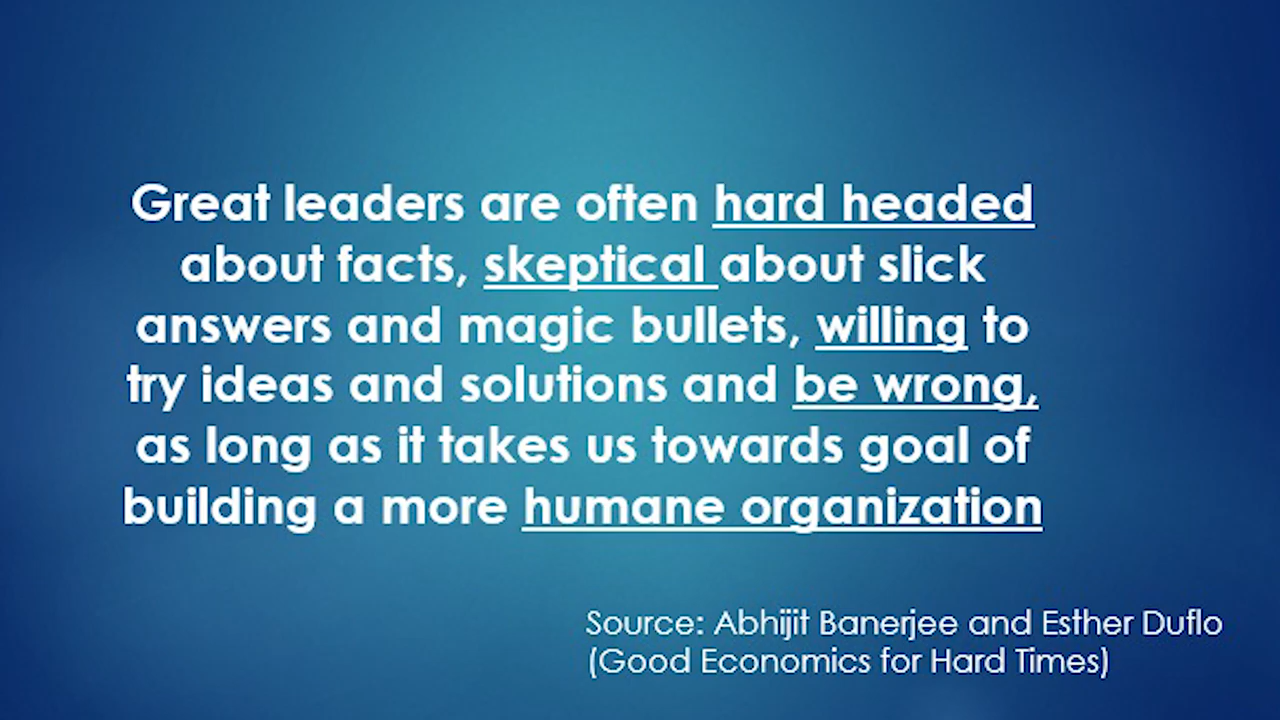 Great leaders are often hard headed
about facts, skeptical about slick
answers and magic bullets, willing to
try ideas and solutions and be wrong,
as long as it takes us towards goal of
building a more humane organization
Source: Abhijit Banerjee and Esther Duflo
(Good Economics for Hard Times)